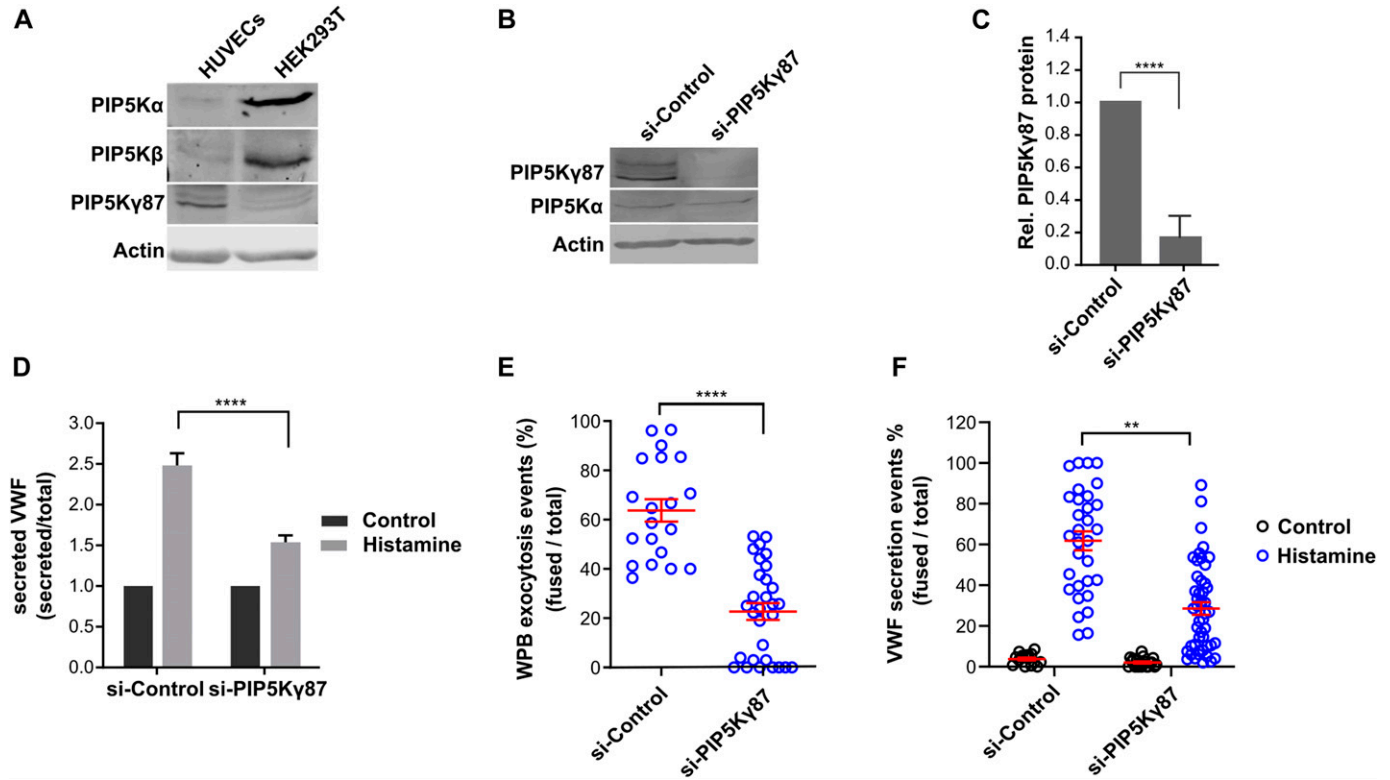 A
HUVECs
HEK293T
PIP5Kα
PIP5Kβ
PIP5Kγ87
Actin
B
si-Control
si-PIP5Kγ87
PIP5Kγ87
PIP5Kα
Actin
C
Rel. PIP5Kγ87 protein
1.4
1.2
1.0
0.8
0.6
0.4
0.2
0.0
****
si-Control
si-PIP5Kγ87
D
secreted VWF
(secreted/total)
3.0
2.5
2.0
1.5
1.0
0.5
0.0
****
si-Control
si-PIP5Kγ87
Control
Histamine
E
WPB exocytosis events (%)
(fused / total)
100
80
60
40
20
0
****
si-Control
si-PIP5Kγ87
F
VWF secretion events %
(fused / total)
120
100
80
60
40
20
0
**
si-Control
si-PIP5Kγ87
Control
Histamine